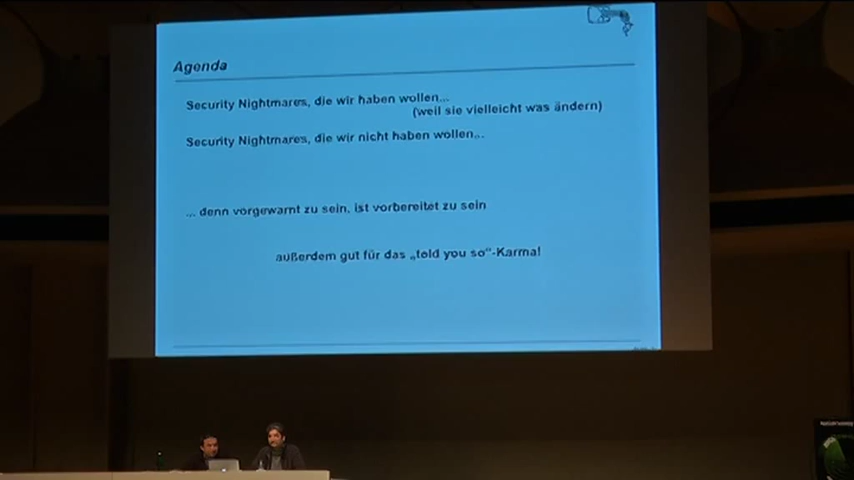 Agenda
Security Nightmares, die wir haben wollen...
(weil sie vielleicht was ändern)
Security Nightmares, die wir nicht haben wollen...
... denn vorgewarnt zu sein, ist vorbereitet zu sein
außerdem gut für das „told you so“-Karma!